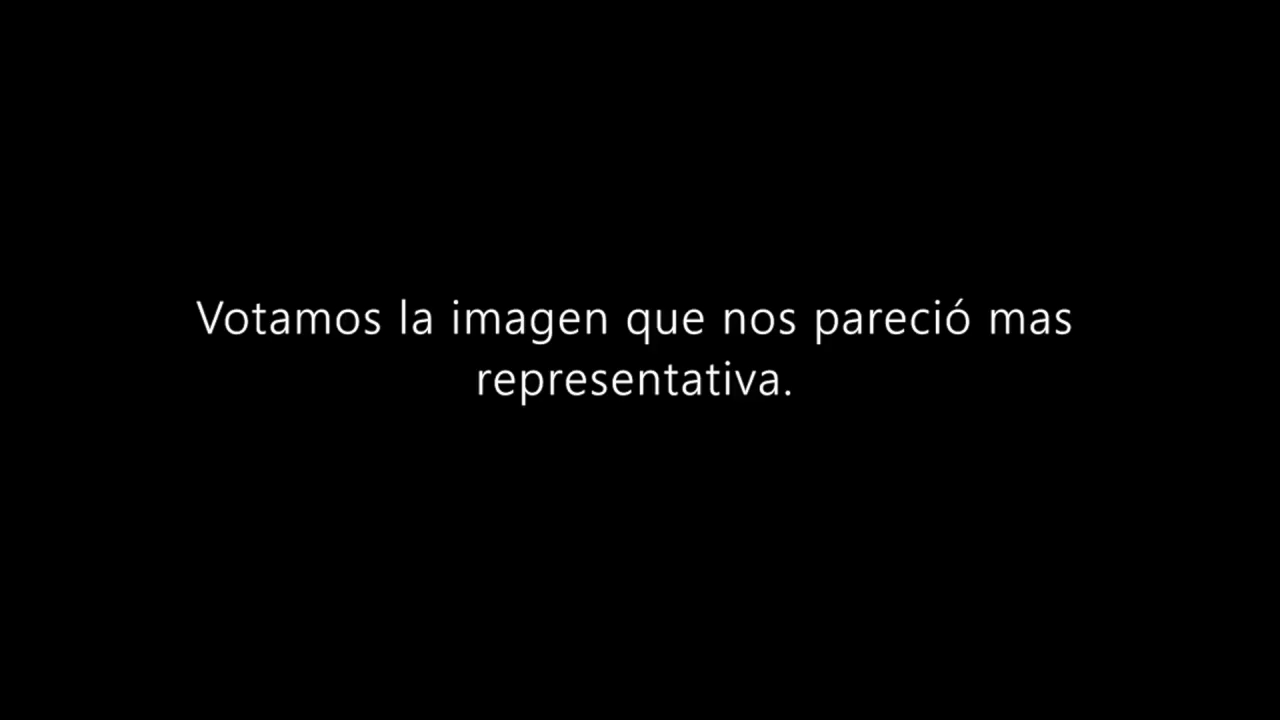 Votamos la imagen que nos pareció mas
representativa.